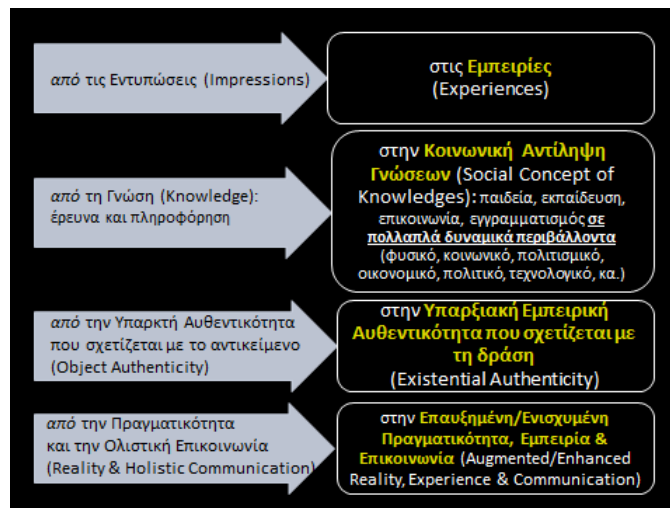 από τις Εντυπώσεις (Impressions)
στις Εμπειρίες
(Experiences)
από τη Γνώση (Knowledge):
έρευνα και πληροφόρηση
στην Κοινωνική Αντίληψη
Γνώσεων (Social Concept of
Knowledges): παιδεία, εκπαίδευση,
επικοινωνία, εγγραμματισμός σε
πολλαπλά δυναμικά περιβάλλοντα
(φυσικό, κοινωνικό, πολιτισμικό,
οικονομικό, πολιτικό, τεχνολογικό, κα.)
από την Υπαρκτή Αυθεντικότητα
που σχετίζεται με το αντικείμενο
(Object Authenticity)
στην Υπαρξιακή Εμπειρική
Αυθεντικότητα που σχετίζεται με
τη δράση
(Existential Authenticity)
από την Πραγματικότητα
και την Ολιστική Επικοινωνία
(Reality & Holistic Communication)
στην Επαυξημένη/Ενισχυμένη
Πραγματικότητα, Εμπειρία &
Επικοινωνία (Augmented/Enhanced
Reality, Experience & Communication)